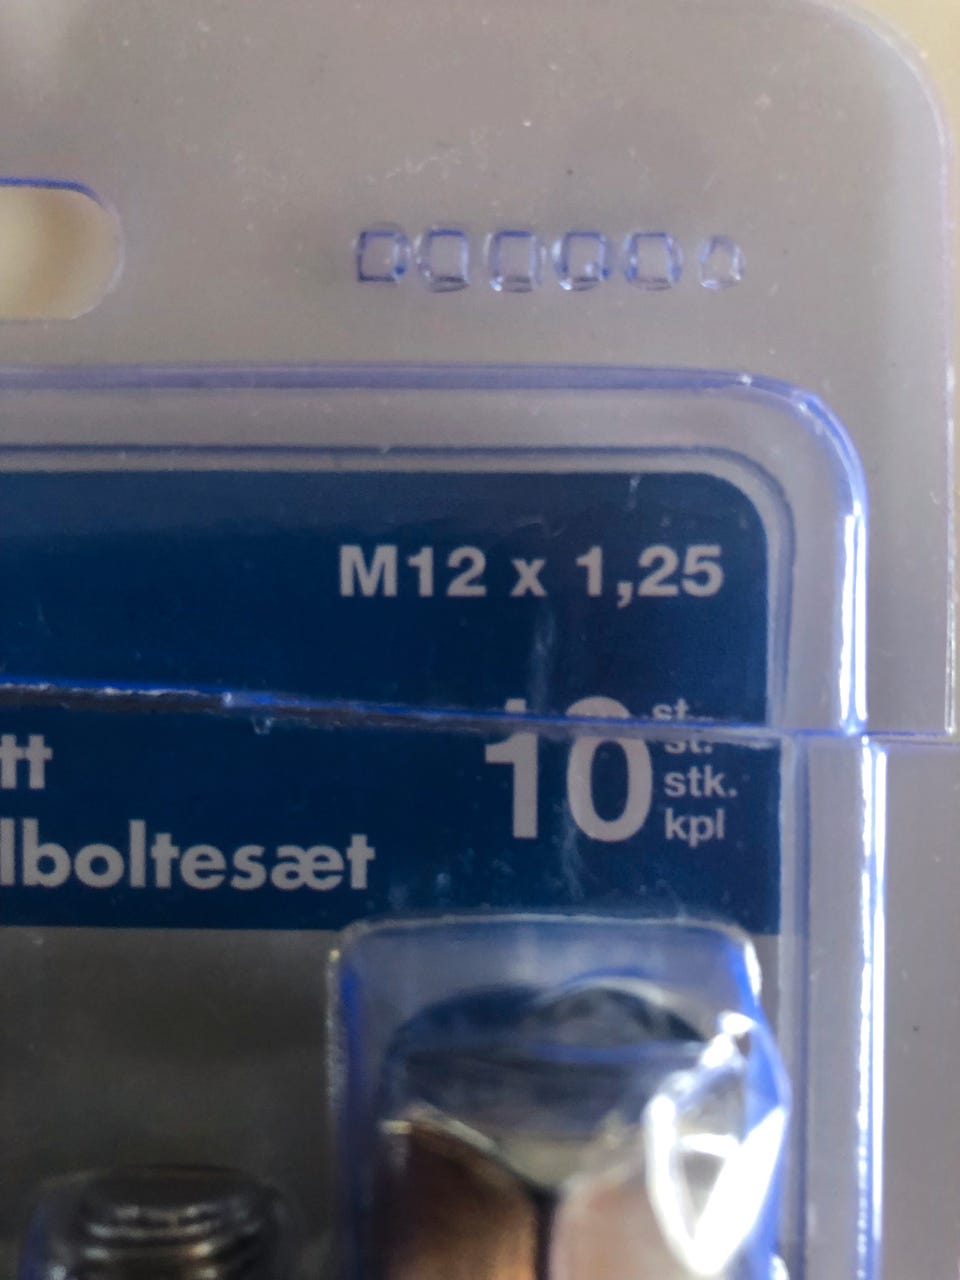 M12 x 1,25
10
st.
stk.
kpl
tt
lboltesæt